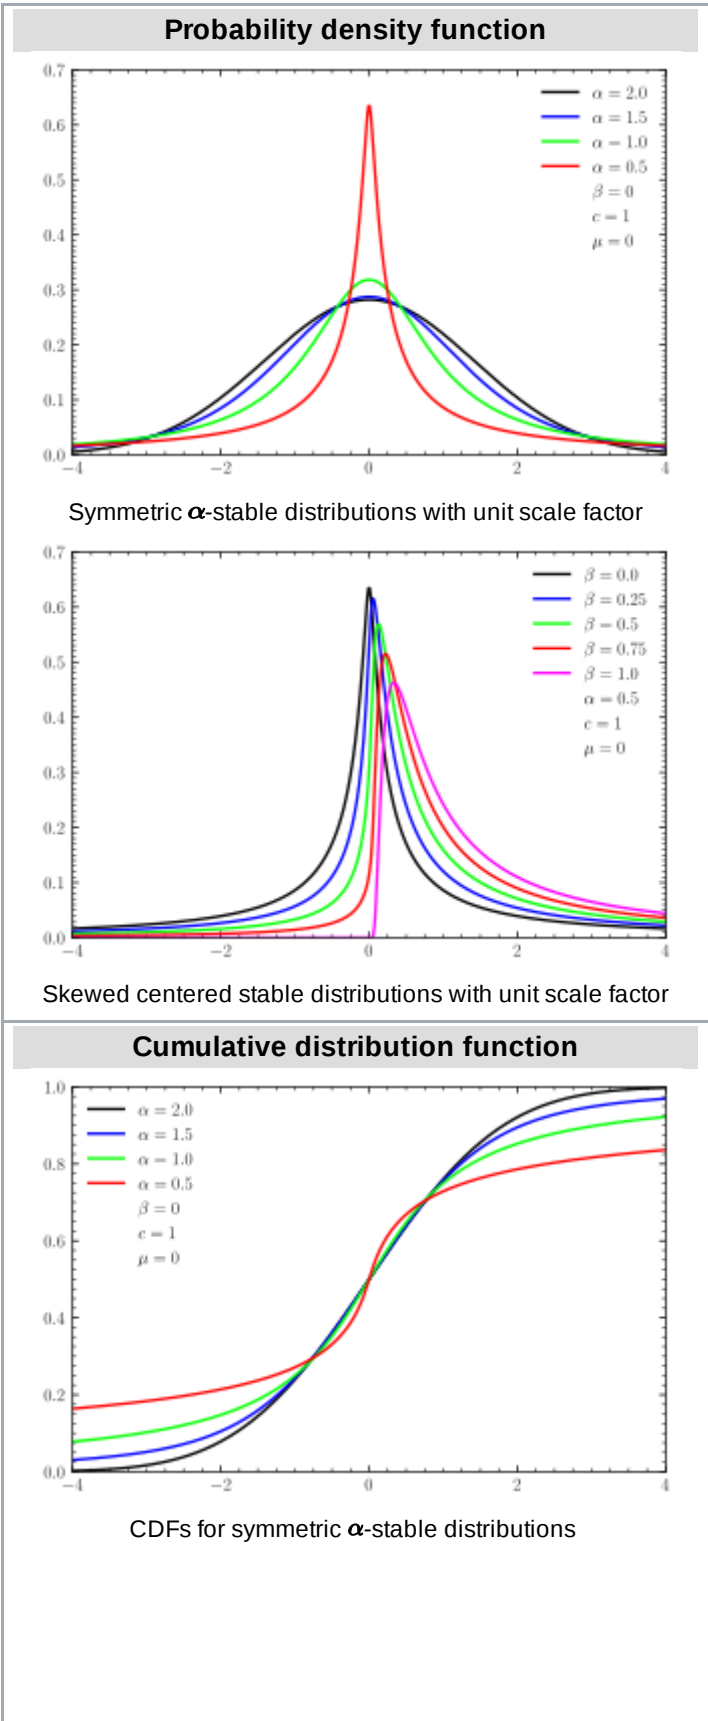 Probability density function
0.7
0.6
0.5
0.4
0.3
0.2
0.1
0.0
α = 2.0
α = 1.5
α = 1.0
α = 0.5
β = 0
c = 1
μ = 0
−4 −2 0 2 4
Symmetric α-stable distributions with unit scale factor
0.7
0.6
0.5
0.4
0.3
0.2
0.1
0.0
β = 0.0
β = 0.25
β = 0.5
β = 0.75
β = 1.0
α = 0.5
c = 1
μ = 0
−4 −2 0 2 4
Skewed centered stable distributions with unit scale factor
Cumulative distribution function
1.0
0.8
0.6
0.4
0.2
0.0
α = 2.0
α = 1.5
α = 1.0
α = 0.5
β = 0
c = 1
μ = 0
−4 −2 0 2 4
CDFs for symmetric α-stable distributions